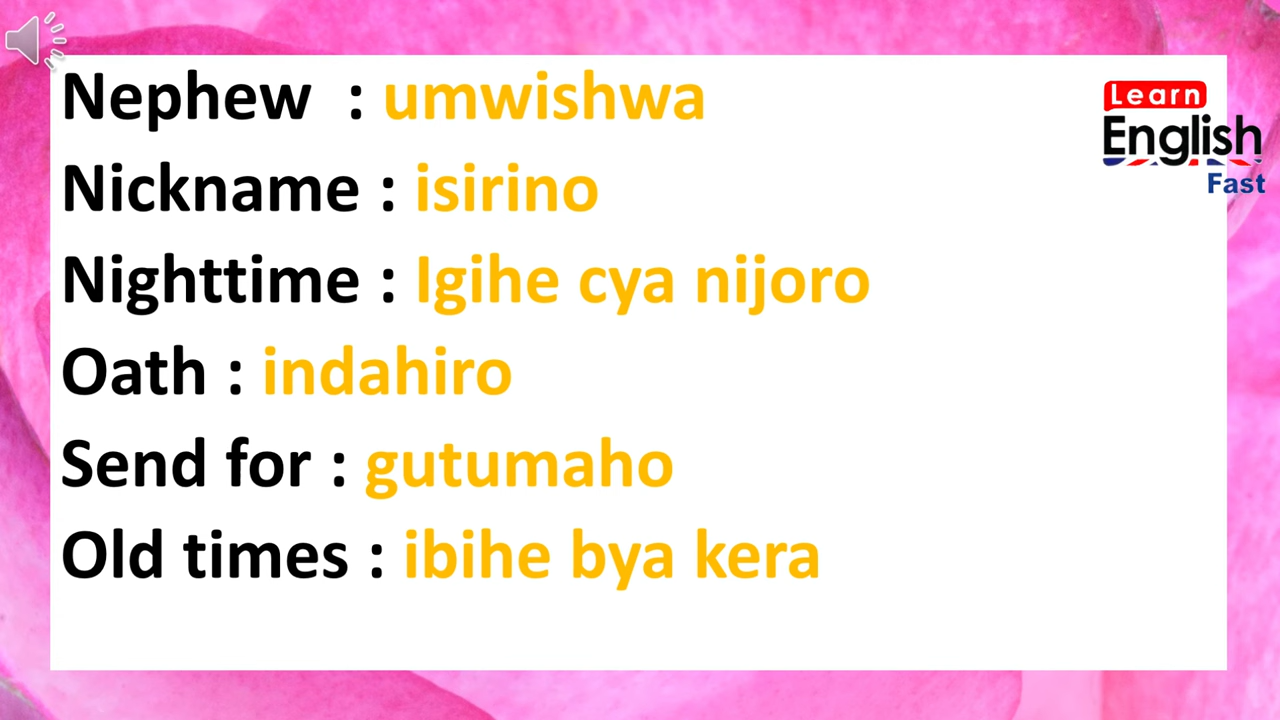 Nephew : umwishwa
Nickname : isirino
Nighttime : Igihe cya nijoro
Oath : indahiro
Send for : gutumaho
Old times : ibihe bya kera
Learn
English
Fast